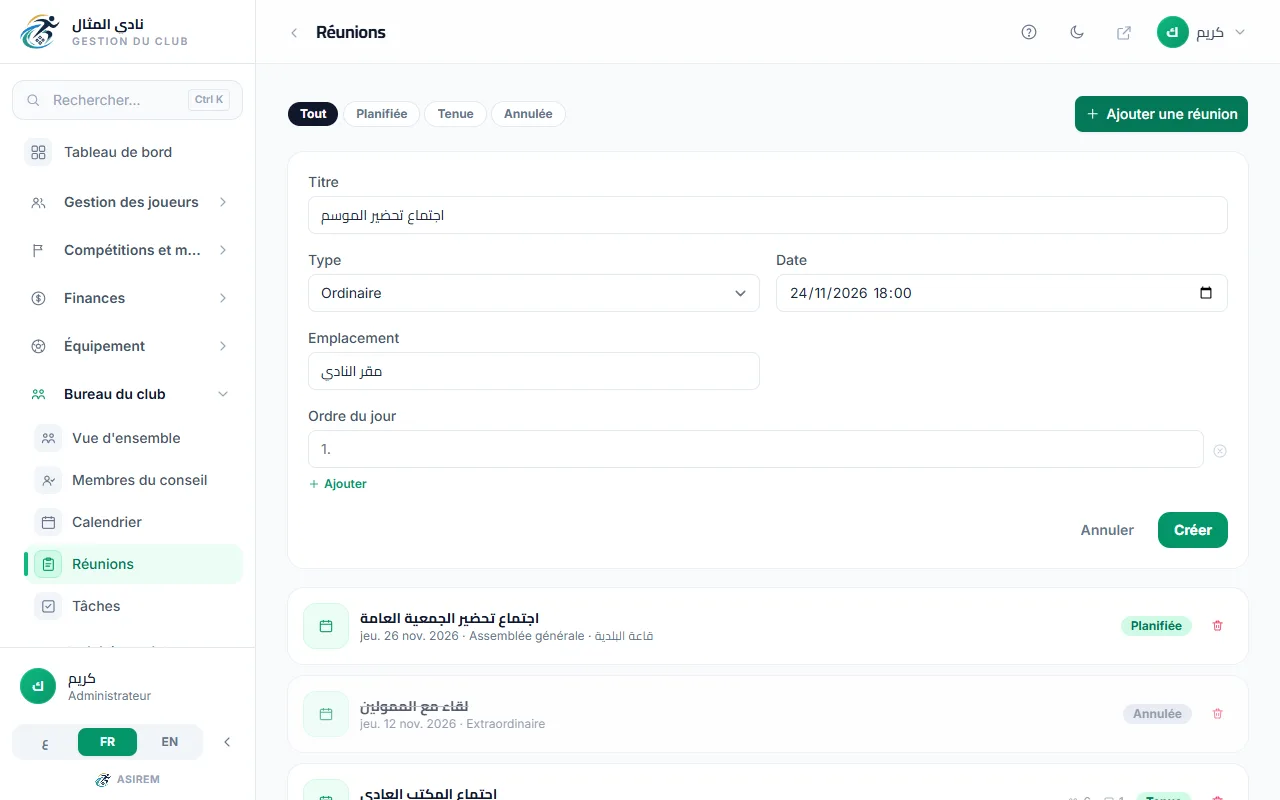 نادي المثال
GESTION DU CLUB
Rechercher...
Ctrl K
Tableau de bord
Gestion des joueurs
Compétitions et m...
Finances
Équipement
Bureau du club
Vue d'ensemble
Membres du conseil
Calendrier
Réunions
Tâches
كريم
Administrateur
ع
FR
EN
ASIREM
Réunions
ك
كريم
Tout
Planifiée
Tenue
Annulée
+ Ajouter une réunion
Titre
اجتماع تحضير الموسم
Type
Date
Ordinaire
24/11/2026 18:00
Emplacement
مقر النادي
Ordre du jour
1.
+ Ajouter
Annuler
Créer
اجتماع تحضير الجمعية العامة
jeu. 26 nov. 2026 · Assemblée générale · قاعة البلدية
Planifiée
لقاء مع الممولين
jeu. 12 nov. 2026 · Extraordinaire
Annulée
اجتماع المكتب العادي
Tenue